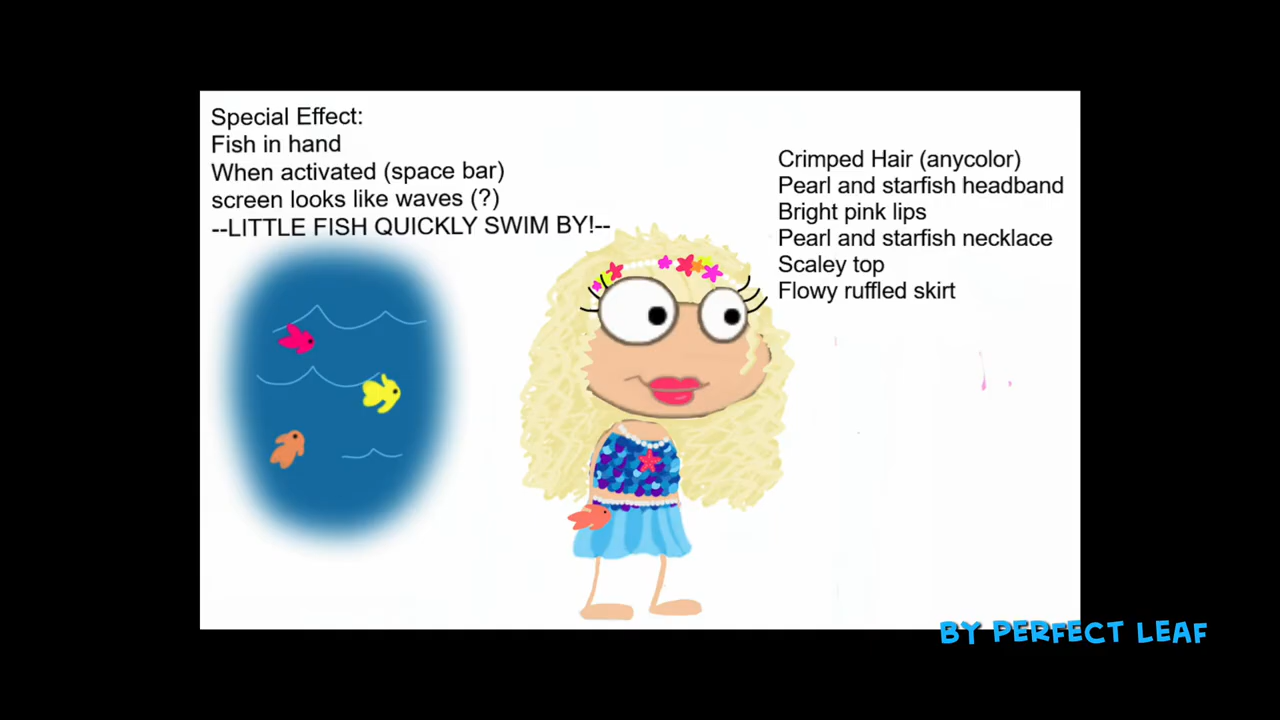 Special Effect:
Fish in hand
When activated (space bar)
screen looks like waves (?)
--LITTLE FISH QUICKLY SWIM BY!--
Crimped Hair (anycolor)
Pearl and starfish headband
Bright pink lips
Pearl and starfish necklace
Scaley top
Flowy ruffled skirt
BY PERFECT LEAF